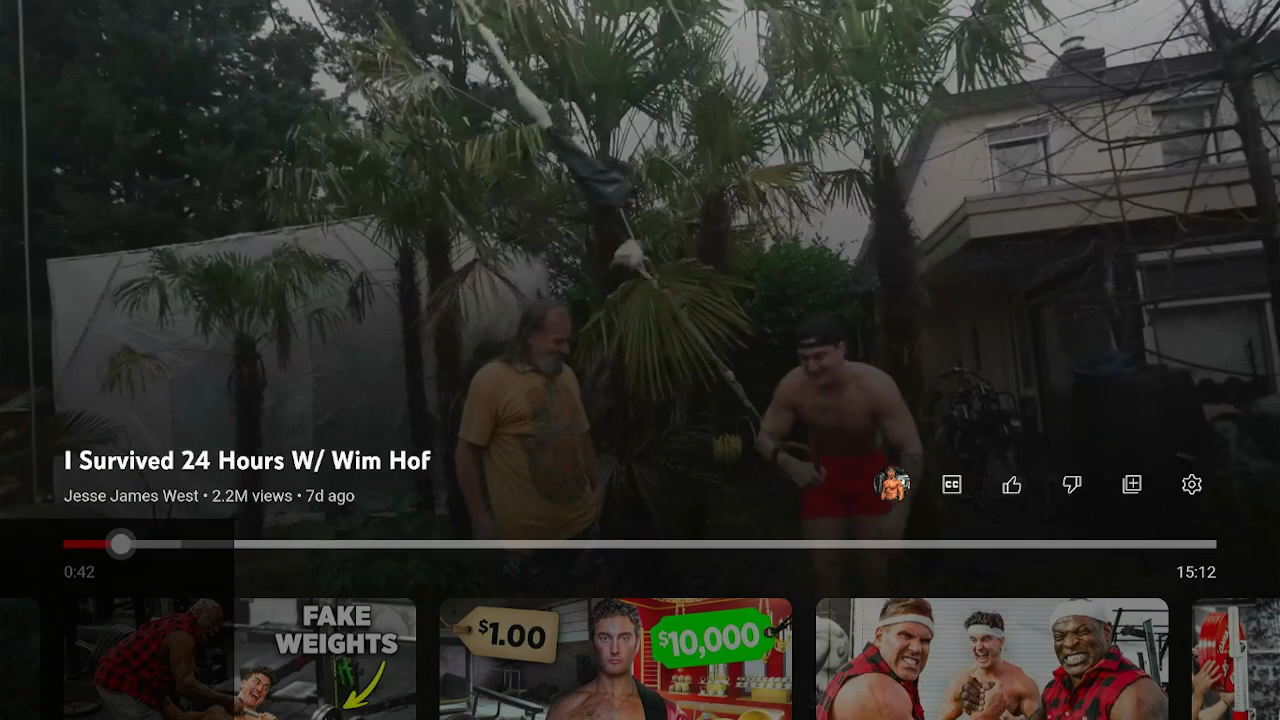 I Survived 24 Hours W/ Wim Hof
Jesse James West • 2.2M views • 7d ago
CC
0:42
15:12
FAKE
WEIGHTS
$1.00
$10,000